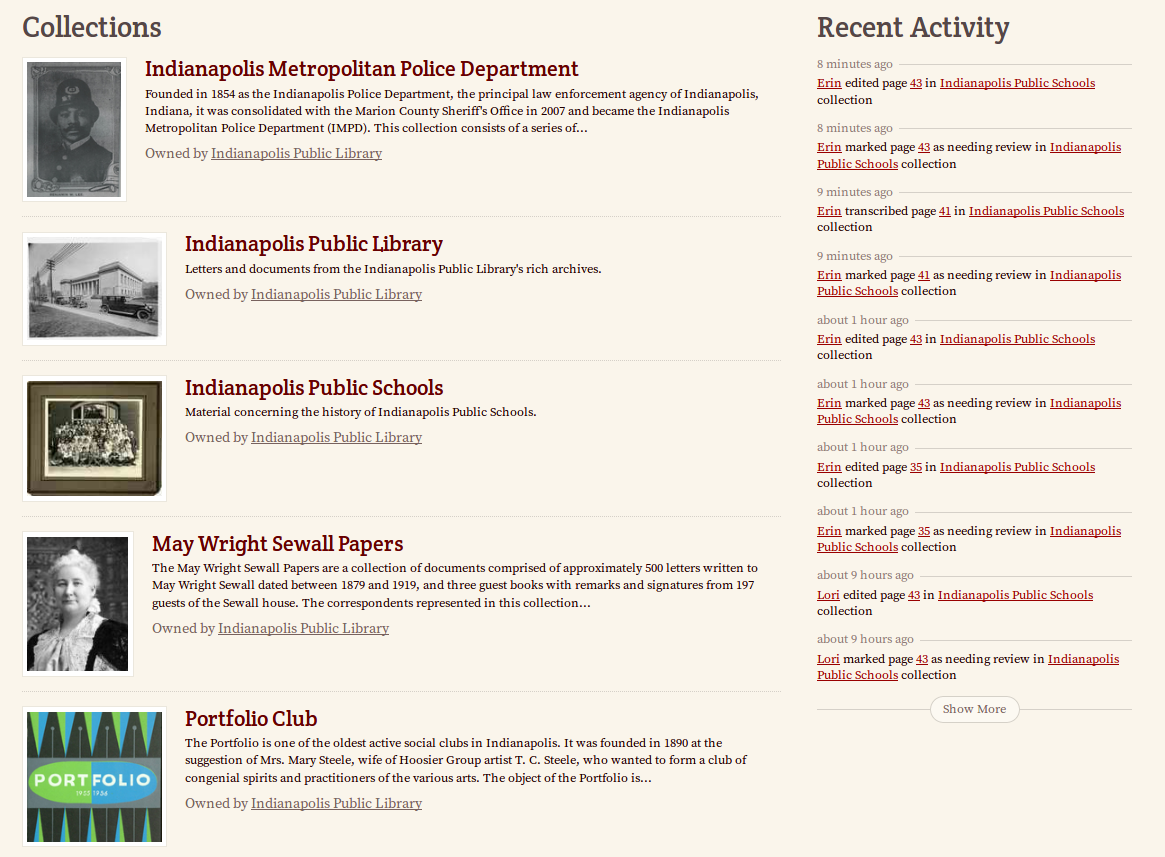 Collections
Indianapolis Metropolitan Police Department
Founded in 1854 as the Indianapolis Police Department, the principal law enforcement agency of Indianapolis,
Indiana, it was consolidated with the Marion County Sheriff's Office in 2007 and became the Indianapolis
Metropolitan Police Department (IMPD). This collection consists of a series of…
Owned by Indianapolis Public Library
Indianapolis Public Library
Letters and documents from the Indianapolis Public Library's rich archives.
Owned by Indianapolis Public Library
Indianapolis Public Schools
Material concerning the history of Indianapolis Public Schools.
Owned by Indianapolis Public Library
May Wright Sewall Papers
The May Wright Sewall Papers are a collection of documents comprised of approximately 500 letters written to
May Wright Sewall dated between 1879 and 1919, and three guest books with remarks and signatures from 197
guests of the Sewall house. The correspondents represented in this collection…
Owned by Indianapolis Public Library
PORTFOLIO
Portfolio Club
The Portfolio is one of the oldest active social clubs in Indianapolis. It was founded in 1890 at the
suggestion of Mrs. Mary Steele, wife of Hoosier Group artist T. C. Steele, who wanted to form a club of
congenial spirits and practitioners of the various arts. The object of the Portfolio is…
Owned by Indianapolis Public Library
Recent Activity
8 minutes ago
Erin edited page 43 in Indianapolis Public Schools
collection
8 minutes ago
Erin marked page 43 as needing review in Indianapolis
Public Schools collection
9 minutes ago
Erin transcribed page 41 in Indianapolis Public Schools
collection
9 minutes ago
Erin marked page 41 as needing review in Indianapolis
Public Schools collection
about 1 hour ago
Erin edited page 43 in Indianapolis Public Schools
collection
about 1 hour ago
Erin marked page 43 as needing review in Indianapolis
Public Schools collection
about 1 hour ago
Erin edited page 35 in Indianapolis Public Schools
collection
about 1 hour ago
Erin marked page 35 as needing review in Indianapolis
Public Schools collection
about 9 hours ago
Lori edited page 43 in Indianapolis Public Schools
collection
about 9 hours ago
Lori marked page 43 as needing review in Indianapolis
Public Schools collection
Show More